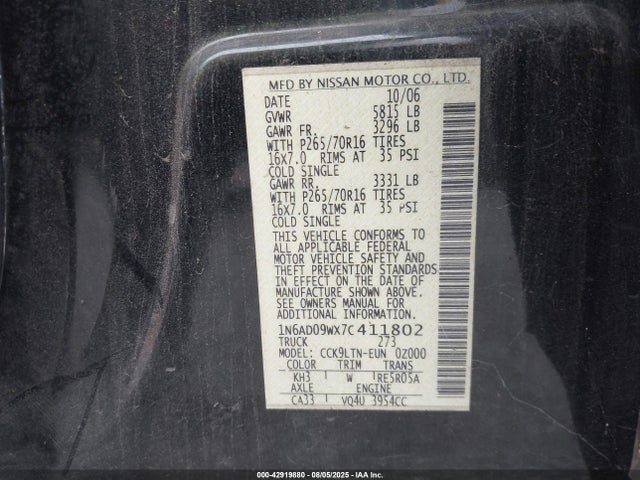 MFD BY NISSAN MOTOR CO., LTD.
DATE 10/06
GVWR 5815 LB
GAWR FR. 3296 LB
WITH P265/70R16 TIRES
16X7.0 RIMS AT 35 PSI
COLD SINGLE
GAWR RR. 3331 LB
WITH P265/70R16 TIRES
16X7.0 RIMS AT 35 PSI
COLD SINGLE
THIS VEHICLE CONFORMS TO
ALL APPLICABLE FEDERAL
MOTOR VEHICLE SAFETY AND
THEFT PREVENTION STANDARDS
IN EFFECT ON THE DATE OF
MANUFACTURE SHOWN ABOVE.
SEE OWNERS MANUAL FOR
ADDITIONAL INFORMATION.
1N6AD09WX7C411802
TRUCK 273
MODEL: CCK9LTN-EUN 0Z000
COLOR TRIM TRANS
KH3 W RE5R05A
AXLE ENGINE
CA33 VQ4U 3954CC
000-42919880 - 08/05/2025 - IAA Inc.